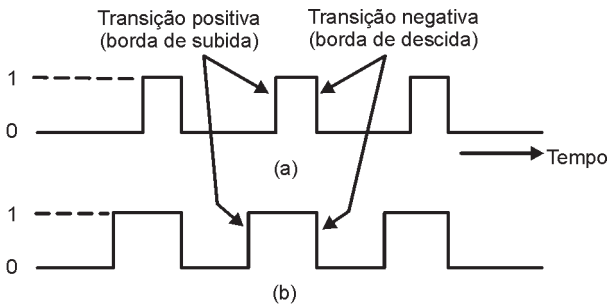 Transição positiva
(borda de subida)
Transição negativa
(borda de descida)
1
0
(a)
Tempo
1
0
(b)